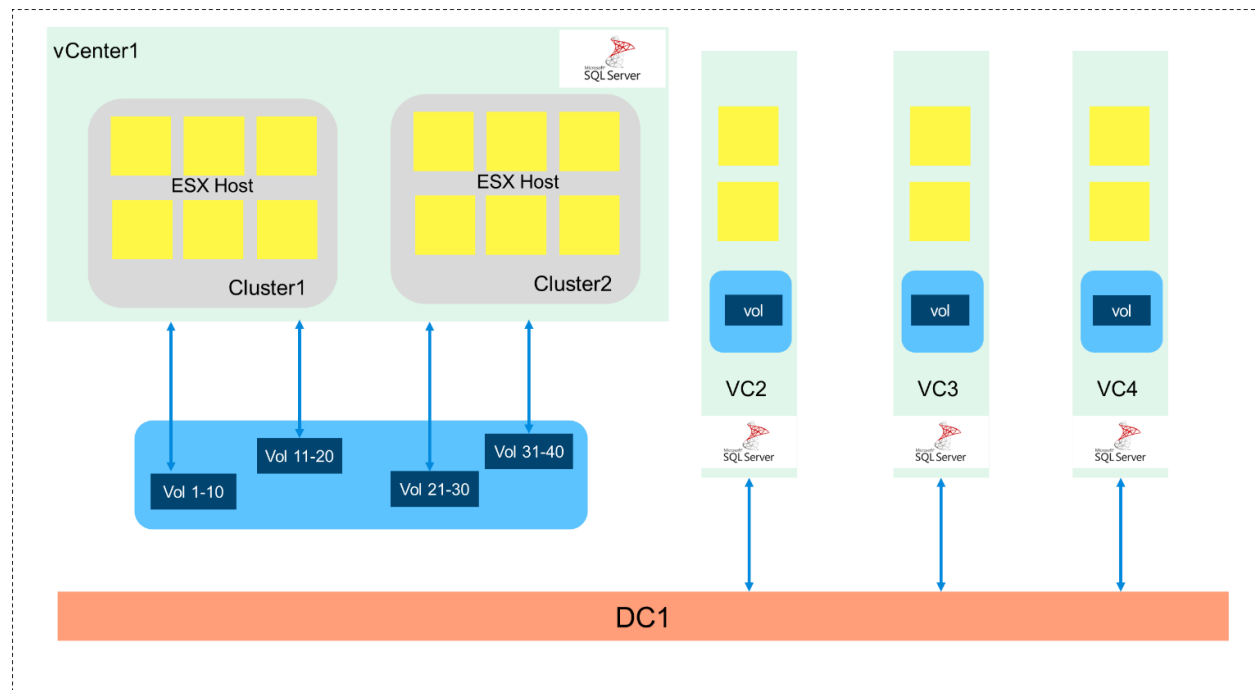 vCenter1
Microsoft
SQL Server
ESX Host
Cluster1
ESX Host
Cluster2
Vol 1-10
Vol 11-20
Vol 21-30
Vol 31-40
vol
VC2
Microsoft
SQL Server
vol
VC3
Microsoft
SQL Server
vol
VC4
Microsoft
SQL Server
DC1